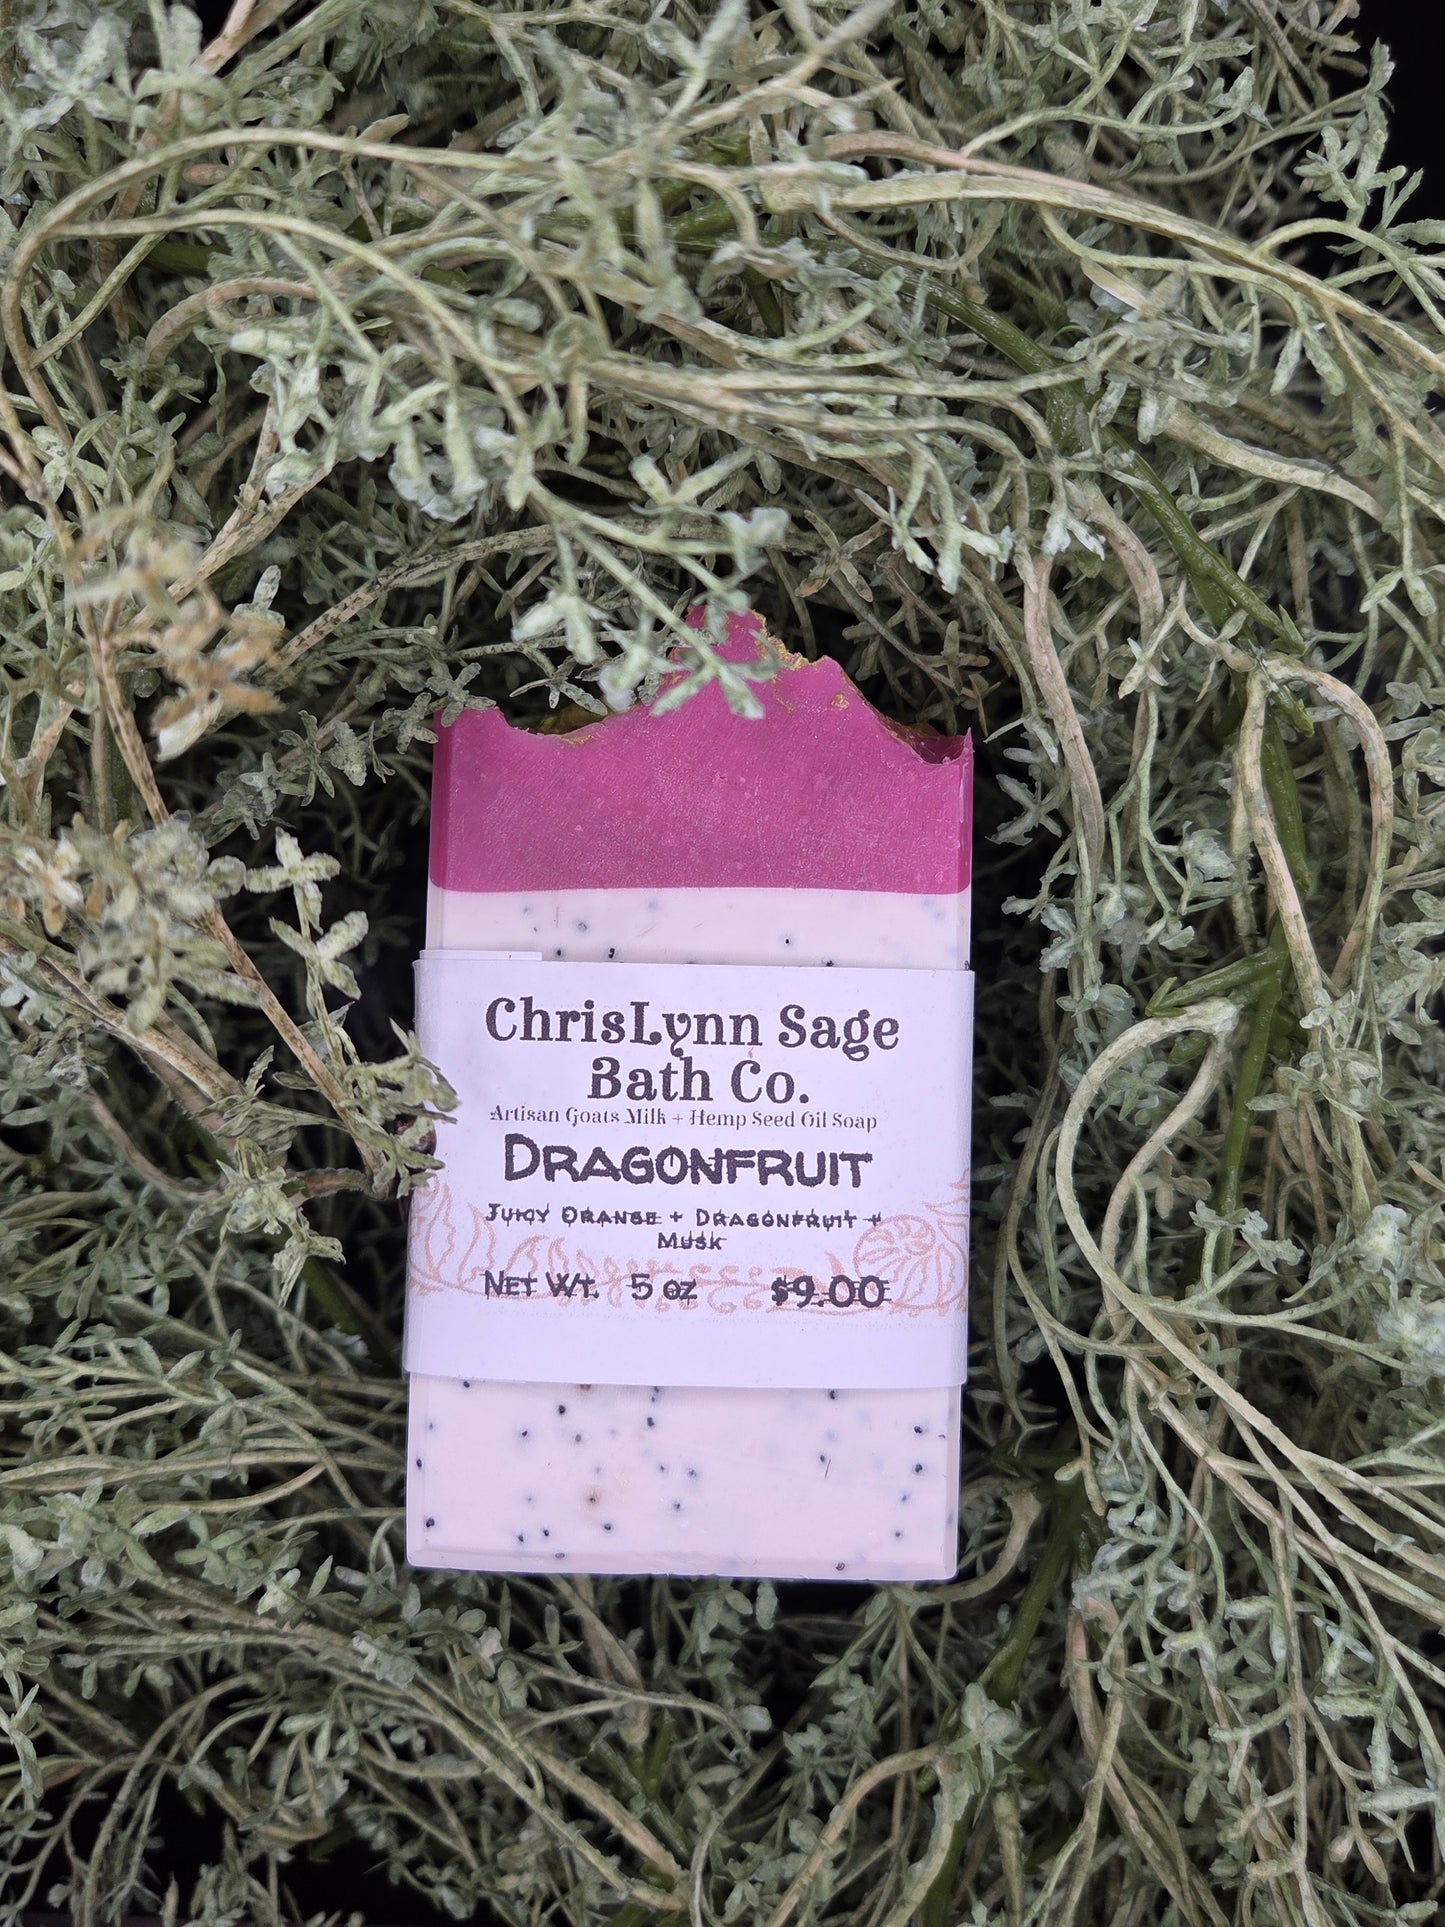 ChrisLynn Sage
Bath Co.
Artisan Goats Milk + Hemp Seed Oil Soap
DRAGONFRUIT
JUICY ORANGE + DRAGONFRUIT +
MUSK
NET WT. 5 OZ $9.00